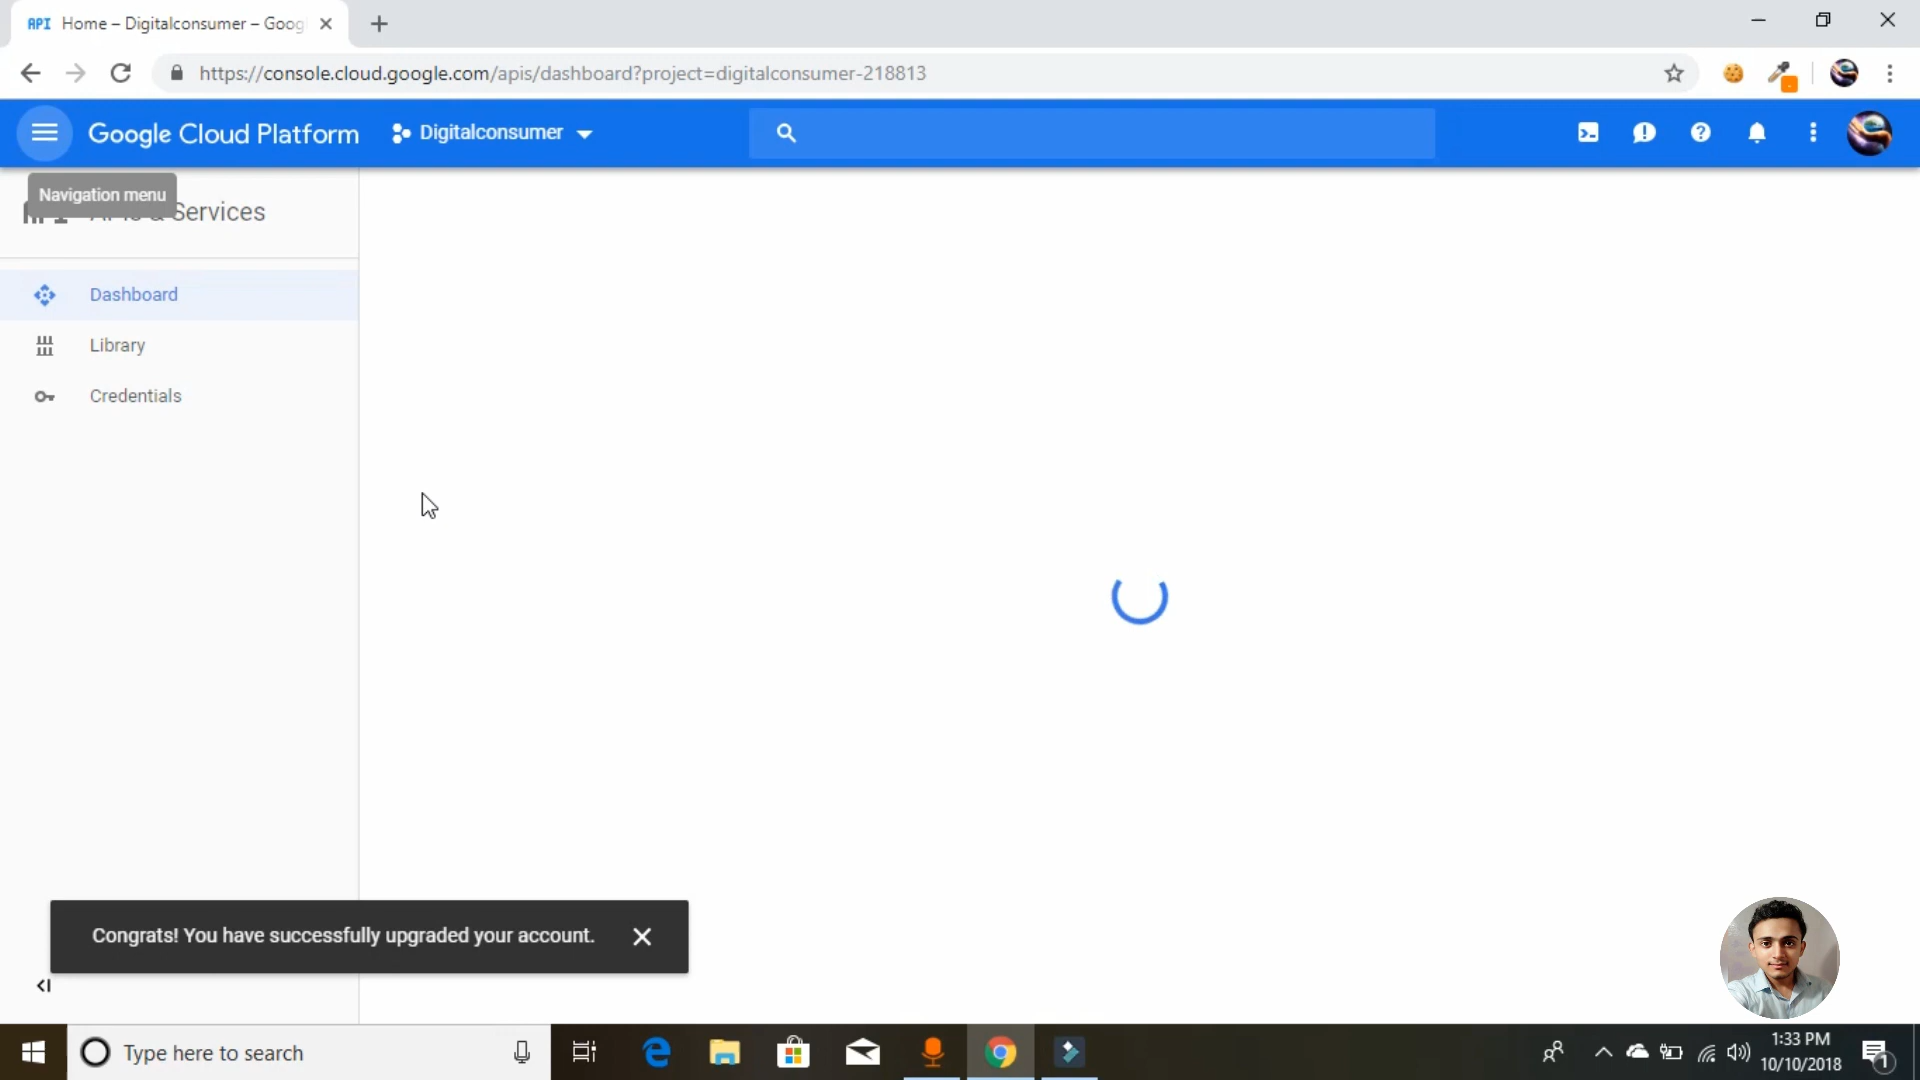 API Home – Digitalconsumer – Goog
https://console.cloud.google.com/apis/dashboard?project=digitalconsumer-218813
Google Cloud Platform
Digitalconsumer
Navigation menu
Services
Dashboard
Library
Credentials
Congrats! You have successfully upgraded your account.
Type here to search
1:33 PM
10/10/2018
1